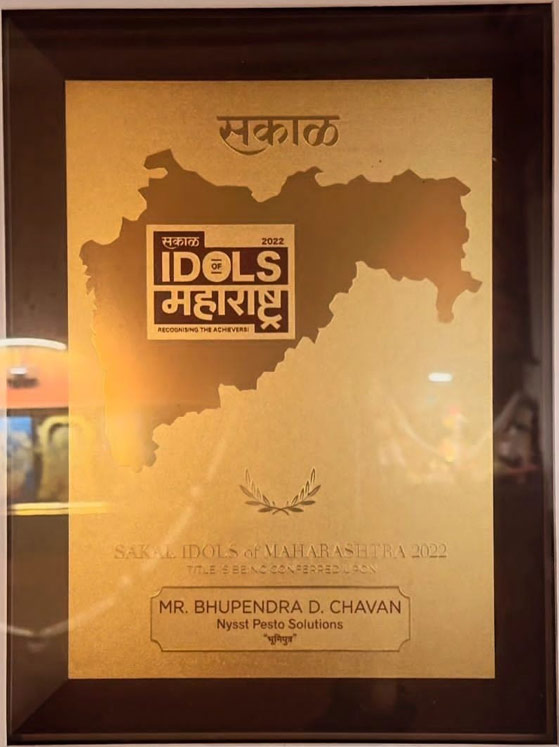 सकाळ
सकाळ 2022
IDOLS
OF
महाराष्ट्र
RECOGNISING THE ACHIEVERS!
SAKAL IDOLS of MAHARASHTRA 2022
TITLE IS BEING CONFERRED UPON
MR. BHUPENDRA D. CHAVAN
Nysst Pesto Solutions
"भूमिपुत्र"